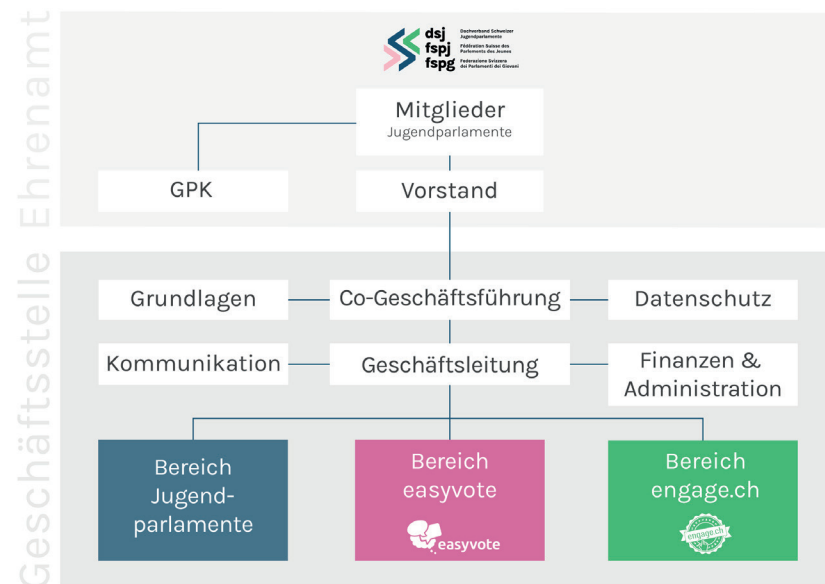 Ehrenamt
dsj
fspj
fspg
Dachverband Schweizer
Jugendparlamente
Fédération Suisse des
Parlements des Jeunes
Federazione Svizzera
dei Parlamenti dei Giovani
Mitglieder
Jugendparlamente
GPK
Vorstand
Geschäftsstelle
Grundlagen
Co-Geschäftsführung
Datenschutz
Kommunikation
Geschäftsleitung
Finanzen &
Administration
Bereich
Jugend-
parlamente
Bereich
easyvote
easyvote
Bereich
engage.ch
engage.ch